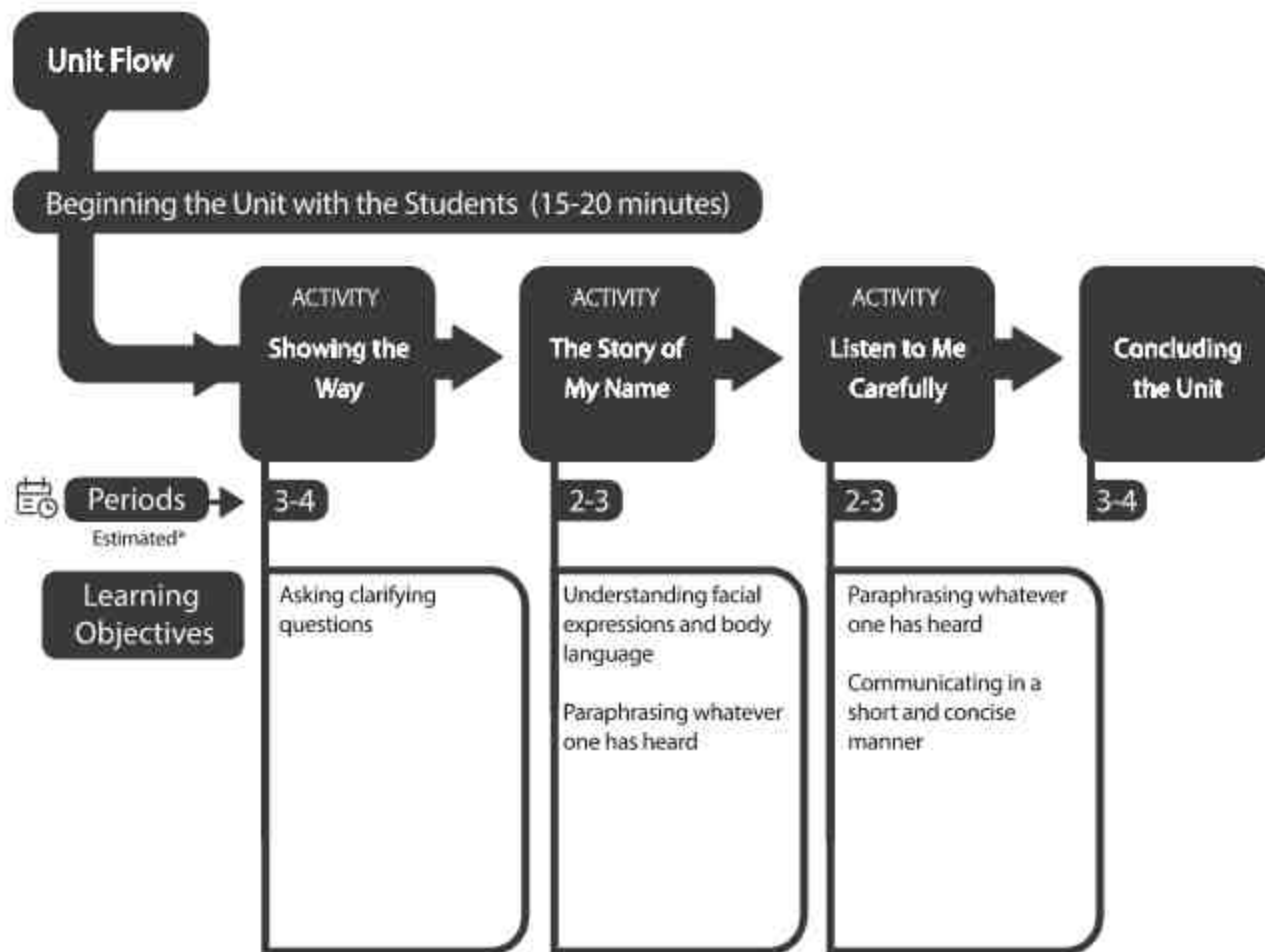 Unit Flow
Beginning the Unit with the Students (15-20 minutes)
ACTIVITY
Showing the
Way
ACTIVITY
The Story of
My Name
ACTIVITY
Listen to Me
Carefully
Concluding
the Unit
Periods
Estimated*
3-4
2-3
2-3
3-4
Learning
Objectives
Asking clarifying
questions
Understanding facial
expressions and body
language
Paraphrasing whatever
one has heard
Paraphrasing whatever
one has heard
Communicating in a
short and concise
manner